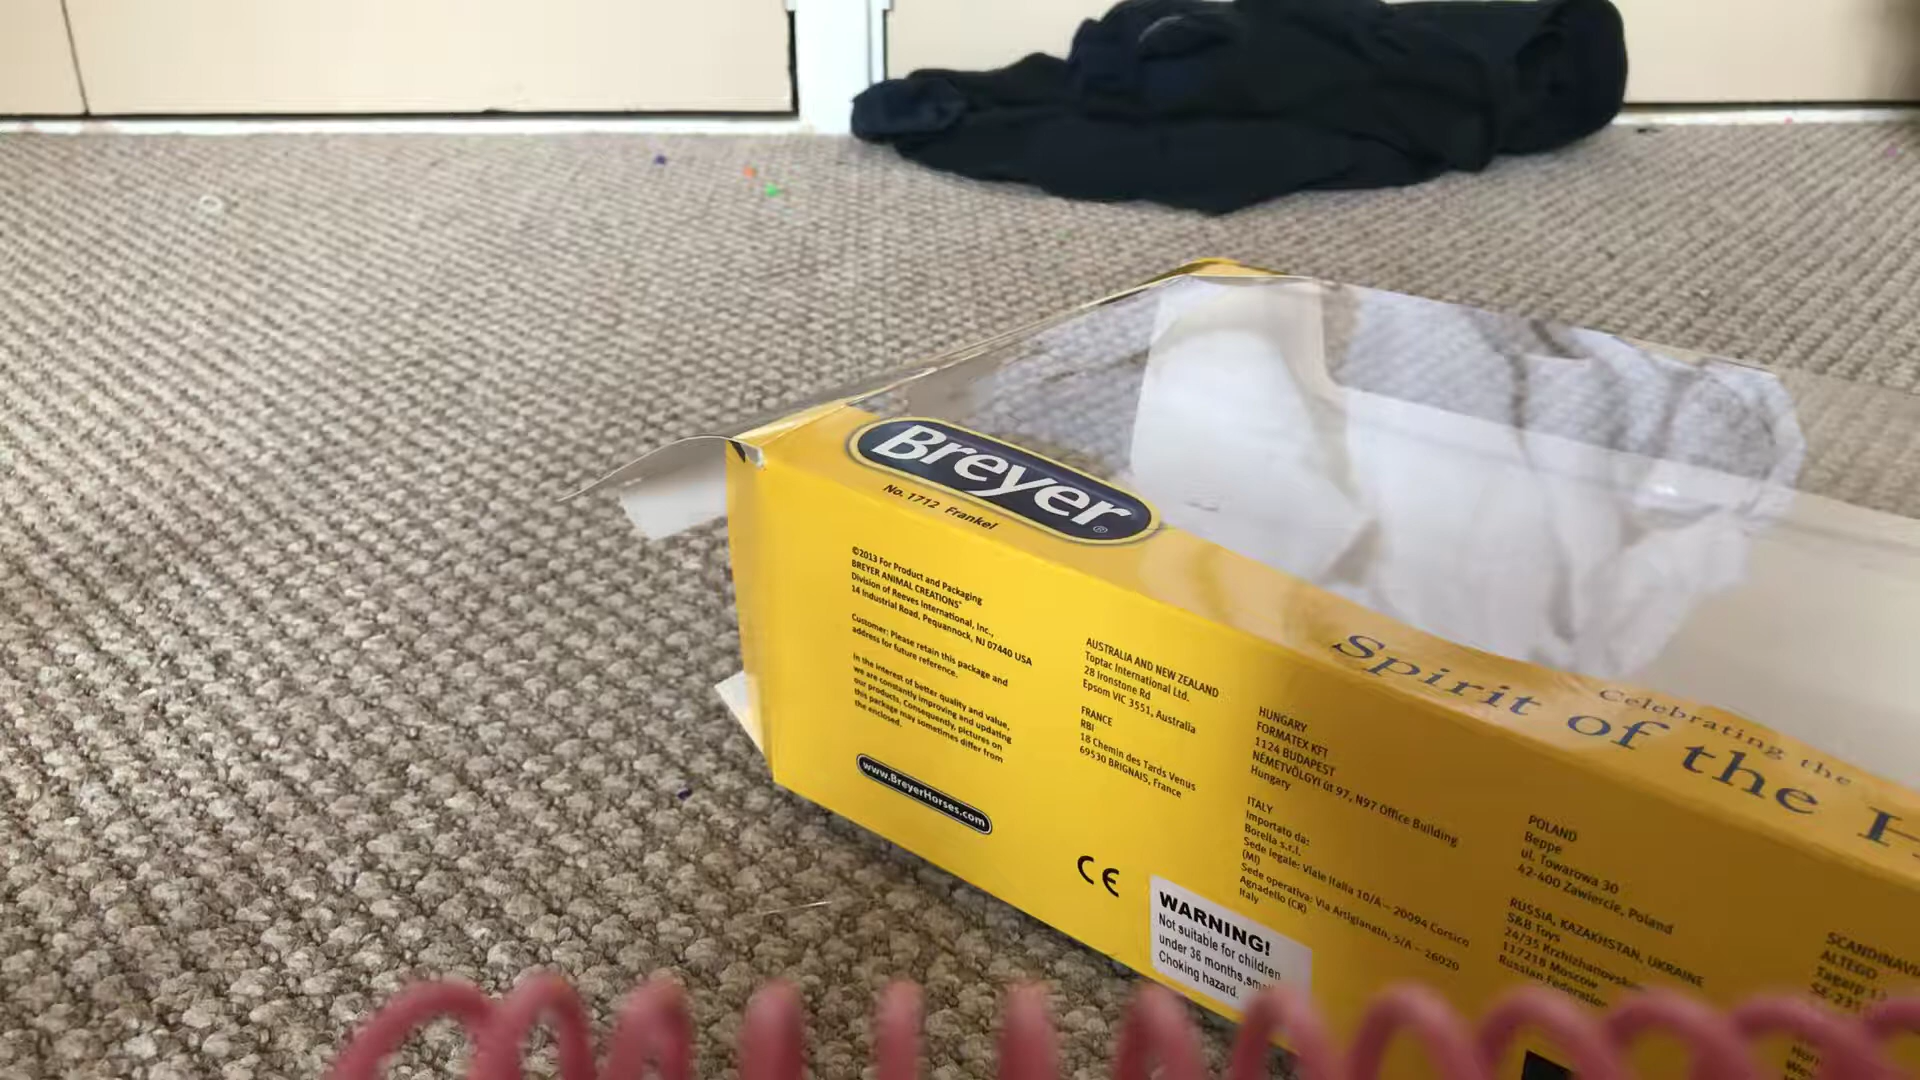 Breyer®
No. 1712 Frankel
©2013 For Product and Packaging
BREYER ANIMAL CREATIONS®
Division of Reeves International, Inc.,
14 Industrial Road, Pequannock, NJ 07440 USA
Customer: Please retain this package and
address for future reference.
In the interest of better quality and value,
we are constantly improving and updating
our products. Consequently, pictures on
this package may sometimes differ from
the enclosed.
www.BreyerHorses.com
AUSTRALIA AND NEW ZEALAND
Toptac International Ltd.
28 Ironstone Rd
Epsom VIC 3551, Australia
FRANCE
RBI
18 Chemin des Tards Venus
69530 BRIGNAIS, France
CE
WARNING!
Not suitable for children
under 36 months, small
Choking hazard.
HUNGARY
FORMATEX KFT
1124 BUDAPEST
NÉMETVÖLGYI út 97, N97 Office Building
Hungary
ITALY
Importato da:
Borella s.r.l.
Sede legale: Viale Italia 10/A – 20094 Corsico
(MI)
Sede operativa: Via Artigianato, 5/A – 26020
Agnadello (CR)
Italy
POLAND
Beppe
ul. Towarowa 30
42-400 Zawiercie, Poland
RUSSIA, KAZAKHSTAN, UKRAINE
S&B Toys
24/35 Krzhizhanovsk
117218 Moscow
Russian Federation
SCANDINAVIA
ALTEGO
Celebrating the
Spirit of the H